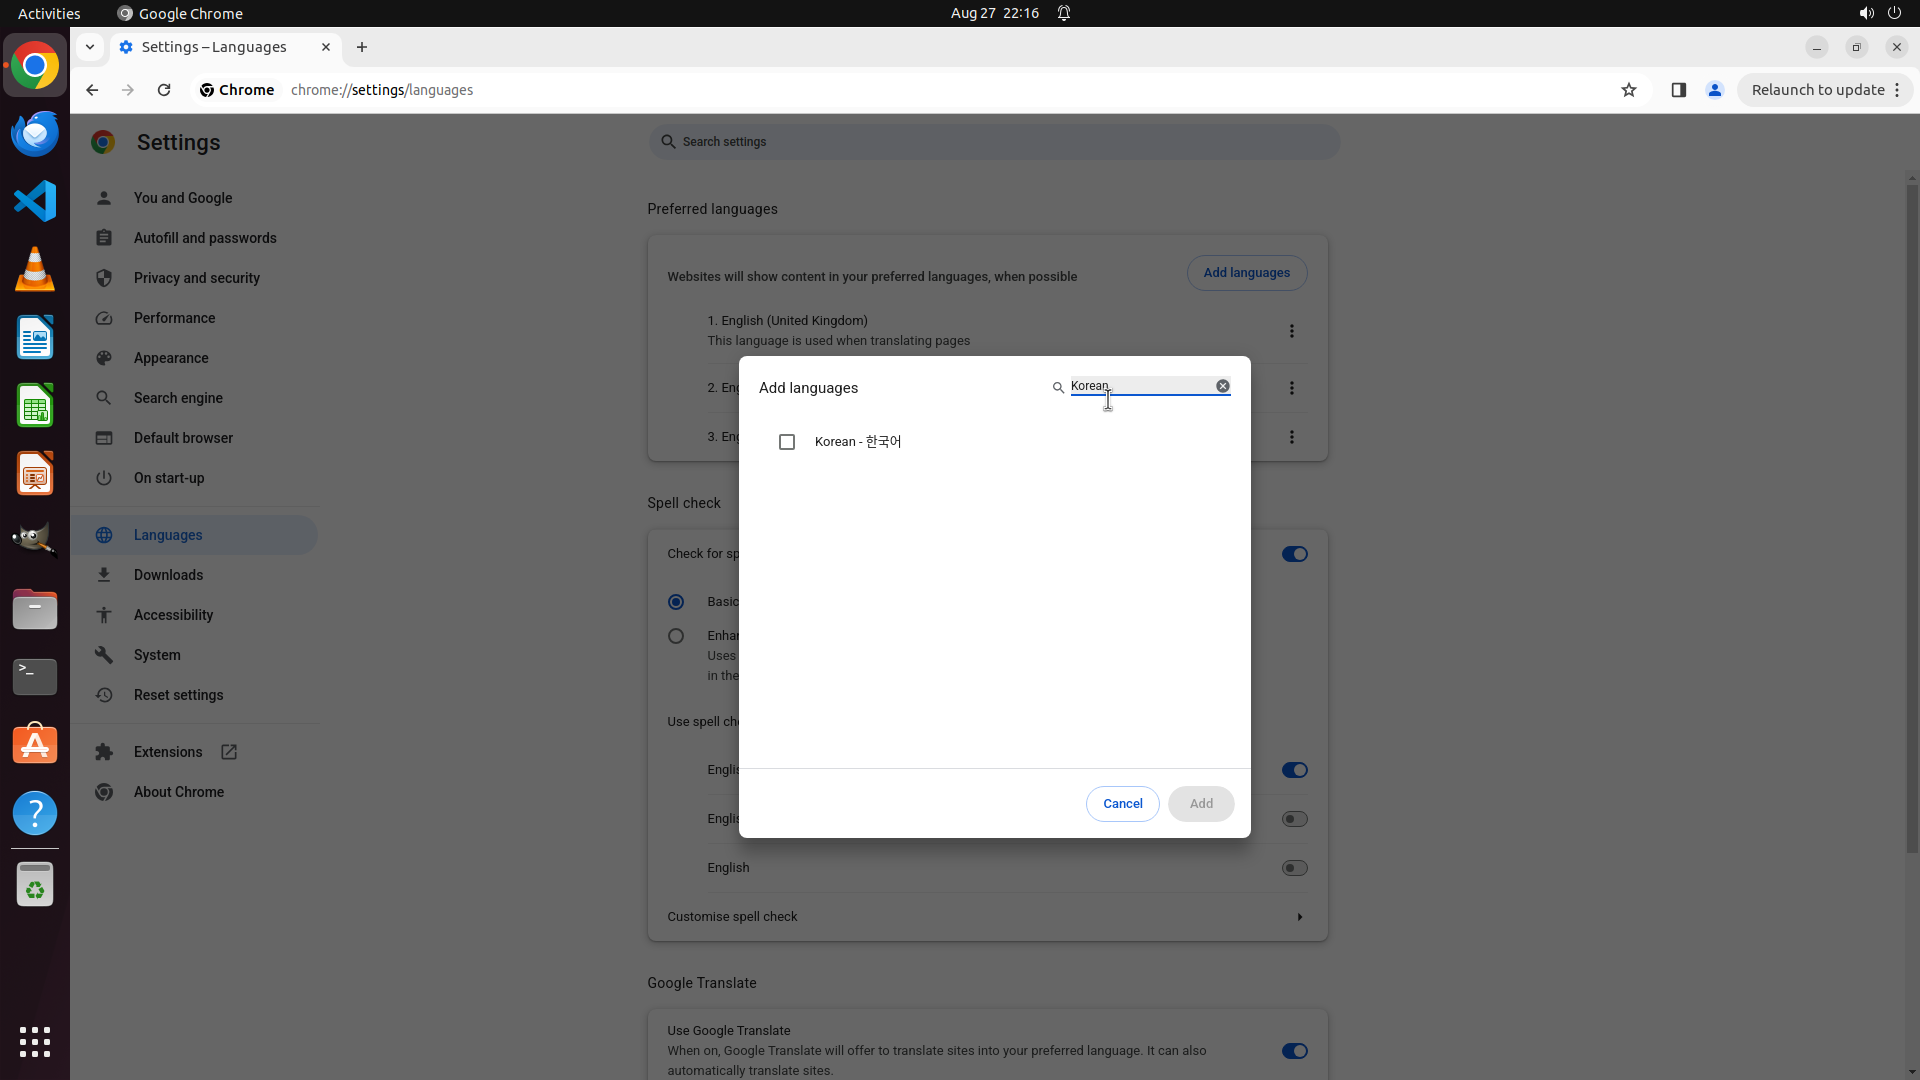 Activities
Google Chrome
Aug 27 22:16
Settings – Languages
Chrome
chrome://settings/languages
Relaunch to update
Settings
Search settings
You and Google
Autofill and passwords
Privacy and security
Performance
Appearance
Search engine
Default browser
On start-up
Languages
Downloads
Accessibility
System
Reset settings
Extensions
About Chrome
Preferred languages
Websites will show content in your preferred languages, when possible
Add languages
1. English (United Kingdom)
This language is used when translating pages
2. Eng
3. Eng
Add languages
Korean
Korean - 한국어
Cancel
Add
Spell check
Check for sp
Basic
Enhan
Uses
in the
Use spell che
Englis
Englis
English
Customise spell check
Google Translate
Use Google Translate
When on, Google Translate will offer to translate sites into your preferred language. It can also
automatically translate sites.